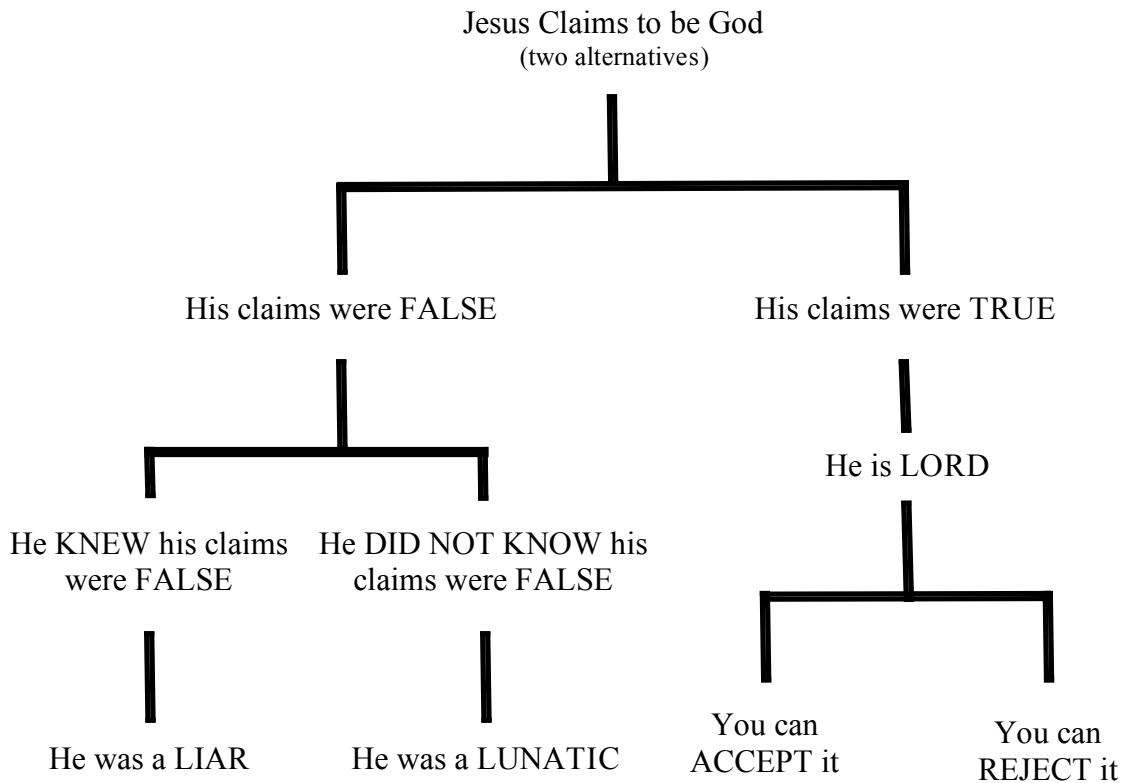 Jesus Claims to be God
(two alternatives)
His claims were FALSE
His claims were TRUE
He is LORD
He KNEW his claims
were FALSE
He DID NOT KNOW his
claims were FALSE
He was a LIAR
He was a LUNATIC
You can
ACCEPT it
You can
REJECT it